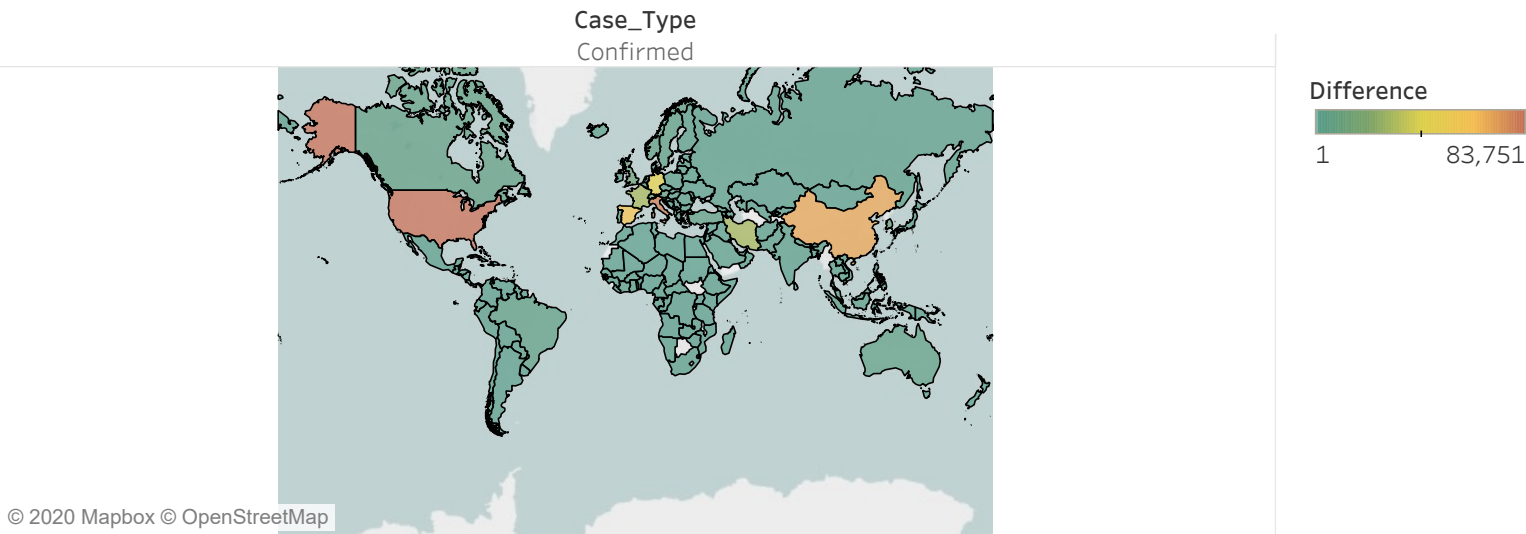 Case_Type
Confirmed
Difference
1 83,751
© 2020 Mapbox © OpenStreetMap